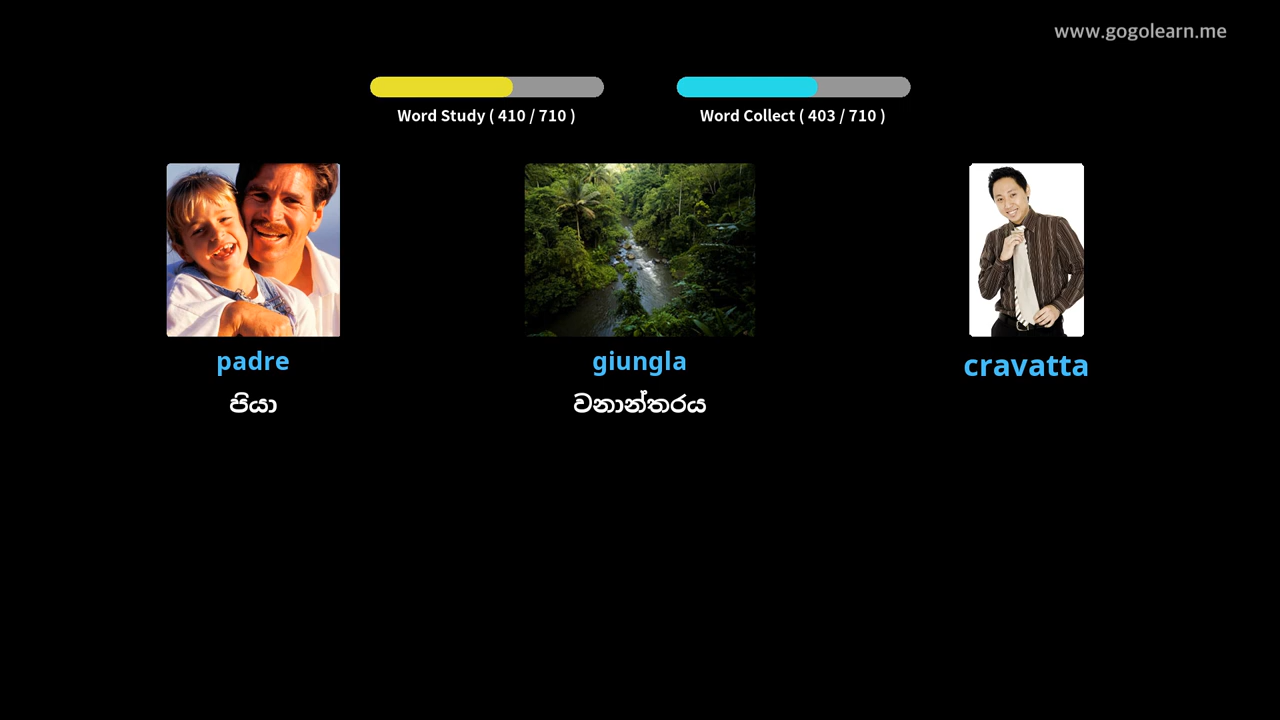 www.gogolearn.me
Word Study ( 410 / 710 )
Word Collect ( 403 / 710 )
padre
giungla
cravatta
පියා
වනාන්තරය